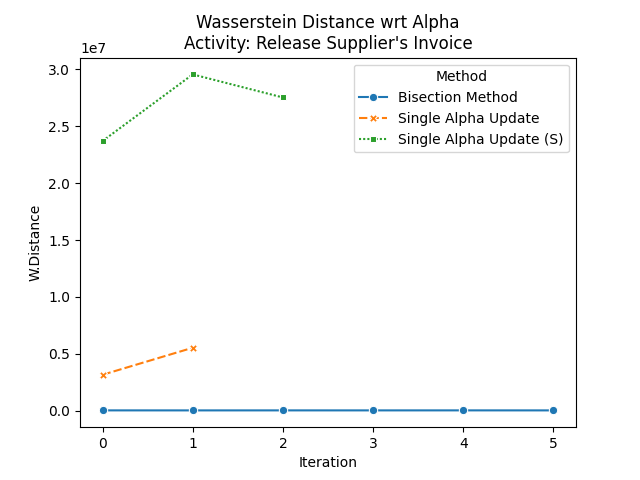 Wasserstein Distance wrt Alpha
Activity: Release Supplier's Invoice
1e7
3.0
2.5
2.0
1.5
1.0
0.5
0.0
W.Distance
Method
Bisection Method
Single Alpha Update
Single Alpha Update (S)
0 1 2 3 4 5
Iteration